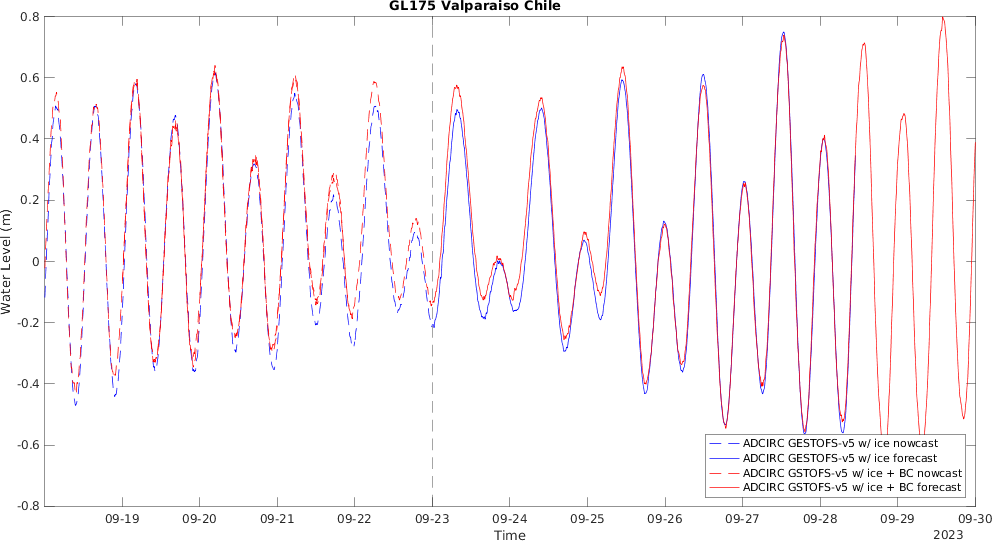 GL175 Valparaiso Chile
0.8
0.6
0.4
0.2
0
-0.2
-0.4
-0.6
-0.8
Water Level (m)
ADCIRC GESTOFS-v5 w/ ice nowcast
ADCIRC GESTOFS-v5 w/ ice forecast
ADCIRC GSTOFS-v5 w/ ice + BC nowcast
ADCIRC GSTOFS-v5 w/ ice + BC forecast
09-19 09-20 09-21 09-22 09-23 09-24 09-25 09-26 09-27 09-28 09-29 09-30
Time
2023